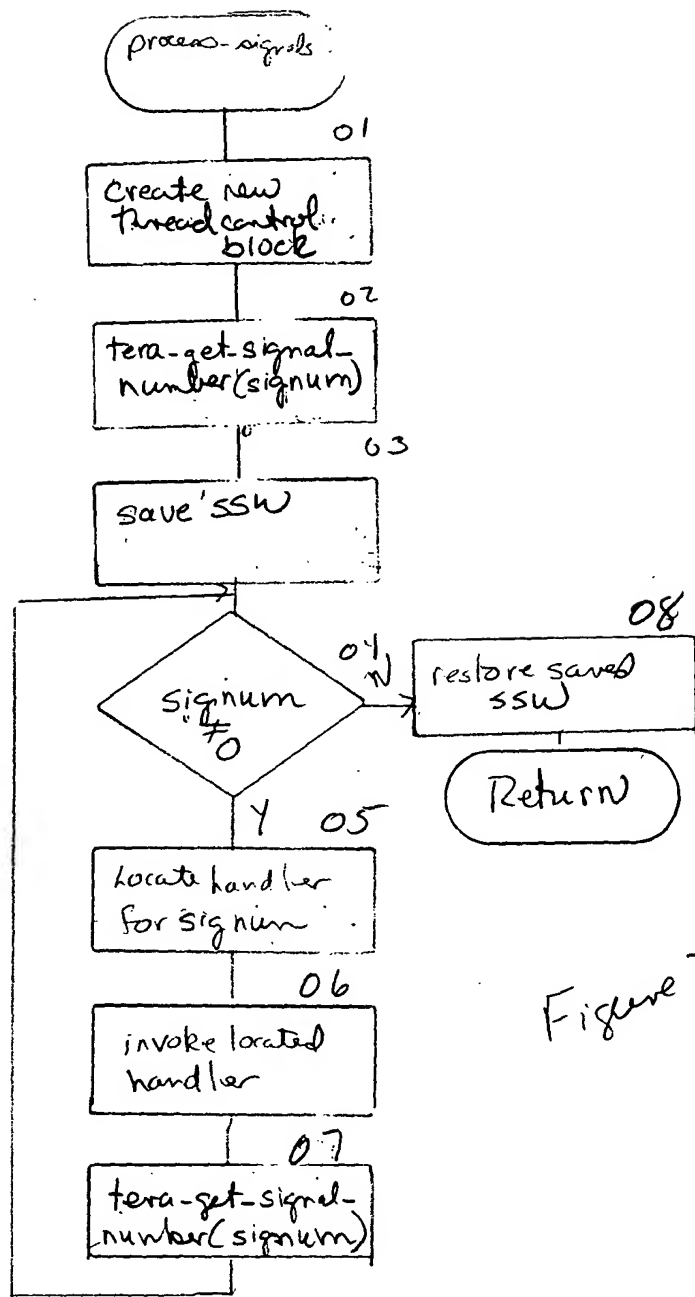 process-signals
01
create new
thread control
block
02
tera-get-signal-
number(signum)
03
save SSW
04
N
signum
≠
0
08
restore saved
SSW
Return
Y
05
Locate handler
for signum
06
invoke located
handler
07
tera-get-signal-
number(signum)
Figure